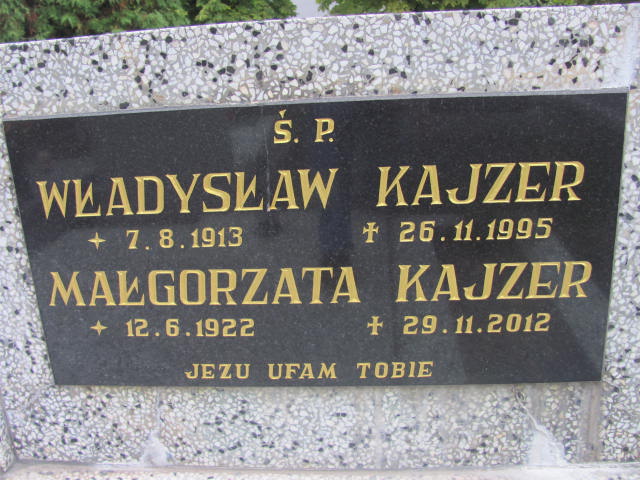 Ś. P.
WŁADYSŁAW KAJZER
✦ 7.8.1913 ✝ 26.11.1995
MAŁGORZATA KAJZER
✦ 12.6.1922 ✝ 29.11.2012
JEZU UFAM TOBIE